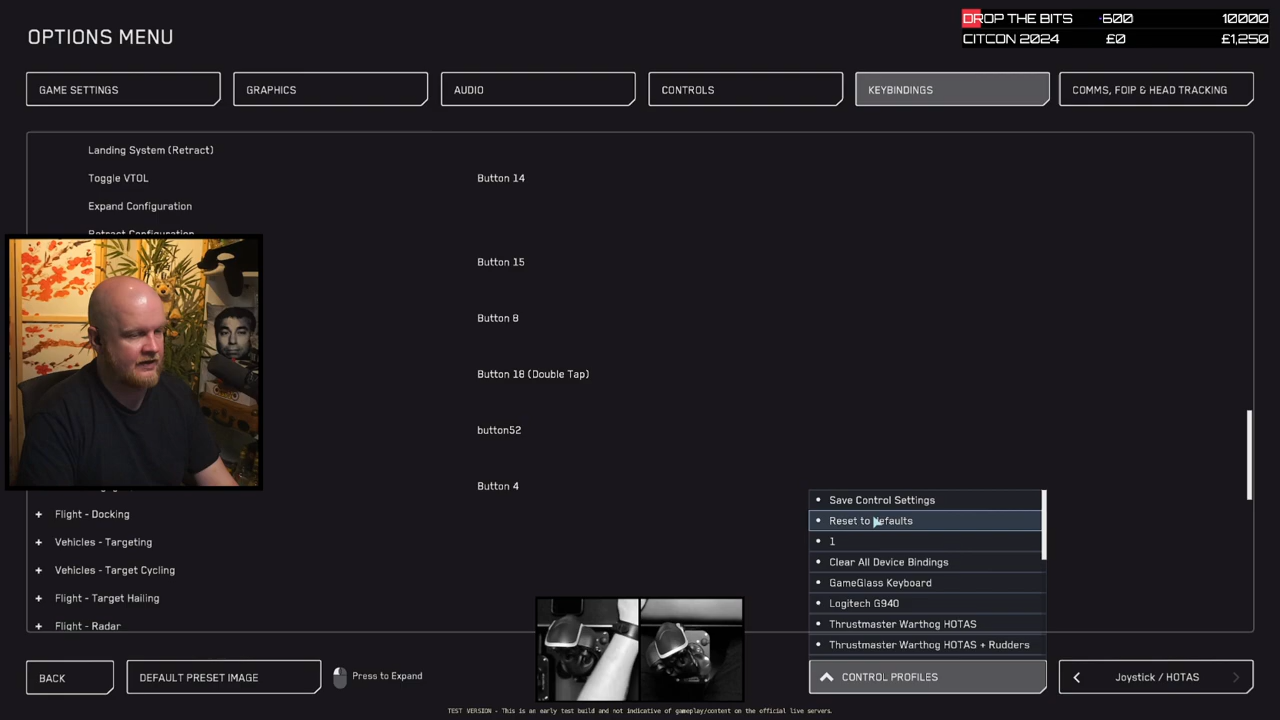 DROP THE BITS -600 10000
CITCON 2024 £0 £1,250
OPTIONS MENU
GAME SETTINGS
GRAPHICS
AUDIO
CONTROLS
KEYBINDINGS
COMMS, FOIP & HEAD TRACKING
Landing System (Retract)
Toggle VTOL Button 14
Expand Configuration
Retract Configuration
Button 15
Button 8
Button 18 (Double Tap)
button52
Button 4
+ Flight - Docking
+ Vehicles - Targeting
+ Vehicles - Target Cycling
+ Flight - Target Hailing
+ Flight - Radar
Save Control Settings
Reset to Defaults
1
Clear All Device Bindings
GameGlass Keyboard
Logitech G940
Thrustmaster Warthog HOTAS
Thrustmaster Warthog HOTAS + Rudders
BACK
DEFAULT PRESET IMAGE
Press to Expand
CONTROL PROFILES
Joystick / HOTAS
TEST VERSION - This is an early test build and not indicative of gameplay/content on the official live servers.